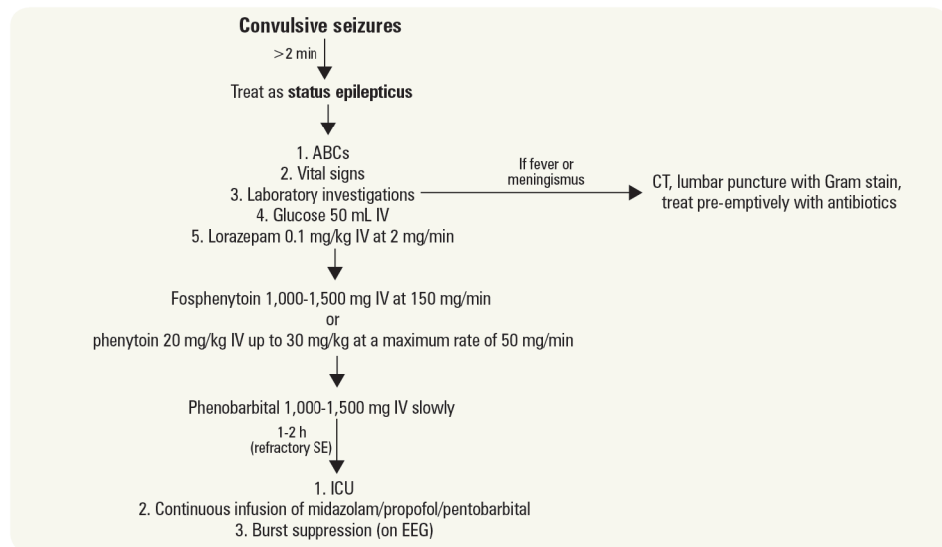 Convulsive seizures
>2 min
Treat as status epilepticus
1. ABCs
2. Vital signs
3. Laboratory investigations
4. Glucose 50 mL IV
5. Lorazepam 0.1 mg/kg IV at 2 mg/min
If fever or
meningismus
CT, lumbar puncture with Gram stain,
treat pre-emptively with antibiotics
Fosphenytoin 1,000-1,500 mg IV at 150 mg/min
or
phenytoin 20 mg/kg IV up to 30 mg/kg at a maximum rate of 50 mg/min
Phenobarbital 1,000-1,500 mg IV slowly
1-2 h
(refractory SE)
1. ICU
2. Continuous infusion of midazolam/propofol/pentobarbital
3. Burst suppression (on EEG)